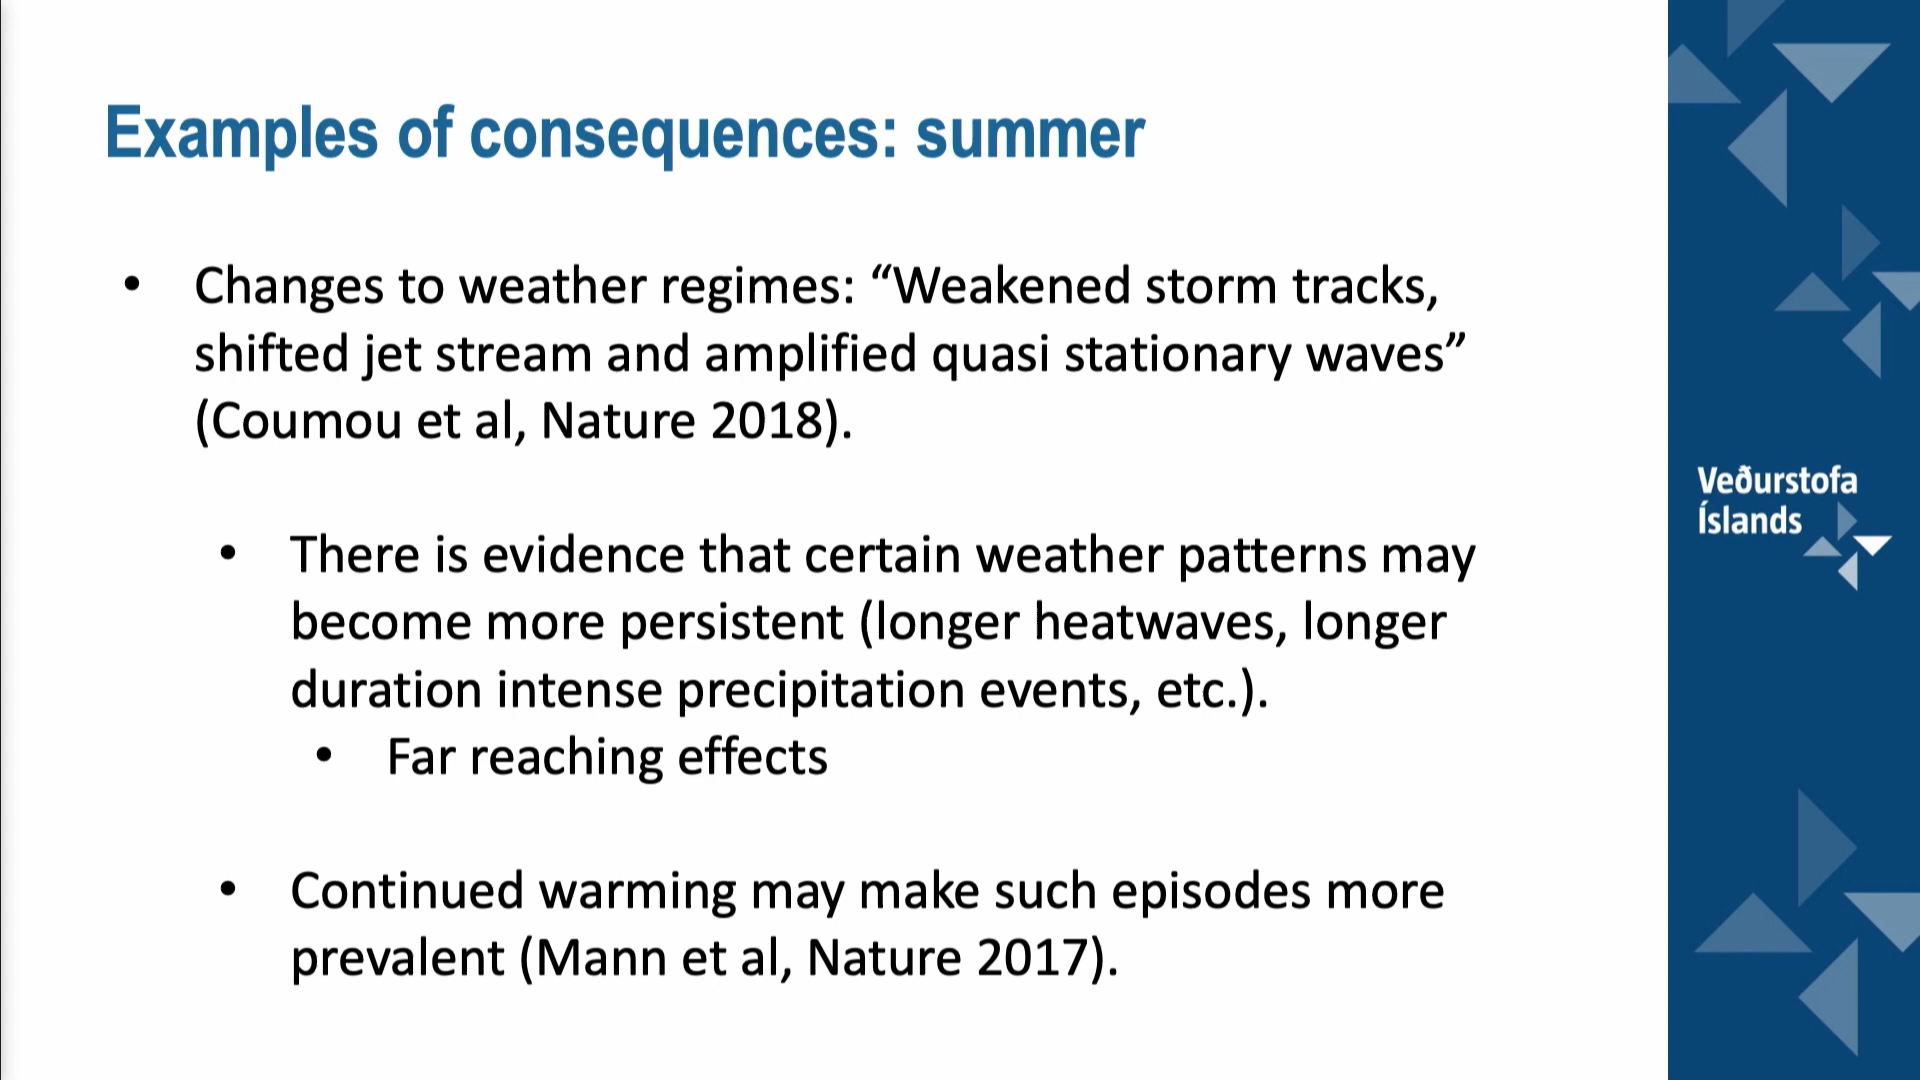 Examples of consequences: summer
• Changes to weather regimes: “Weakened storm tracks,
shifted jet stream and amplified quasi stationary waves”
(Coumou et al, Nature 2018).
• There is evidence that certain weather patterns may
become more persistent (longer heatwaves, longer
duration intense precipitation events, etc.).
• Far reaching effects
• Continued warming may make such episodes more
prevalent (Mann et al, Nature 2017).
Veðurstofa
Íslands